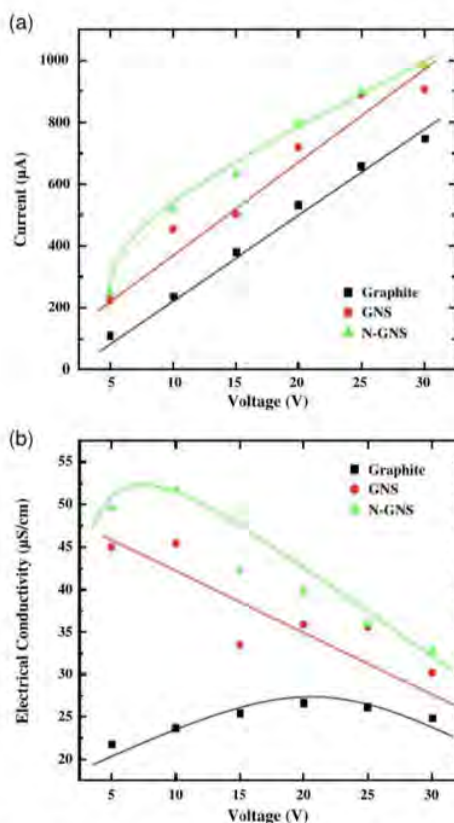 (a)
1000
800
600
400
200
0
Current (µA)
Graphite
GNS
N-GNS
5 10 15 20 25 30
Voltage (V)
(b)
55
50
45
40
35
30
25
20
Electrical Conductivity (µS/cm)
Graphite
GNS
N-GNS
5 10 15 20 25 30
Voltage (V)